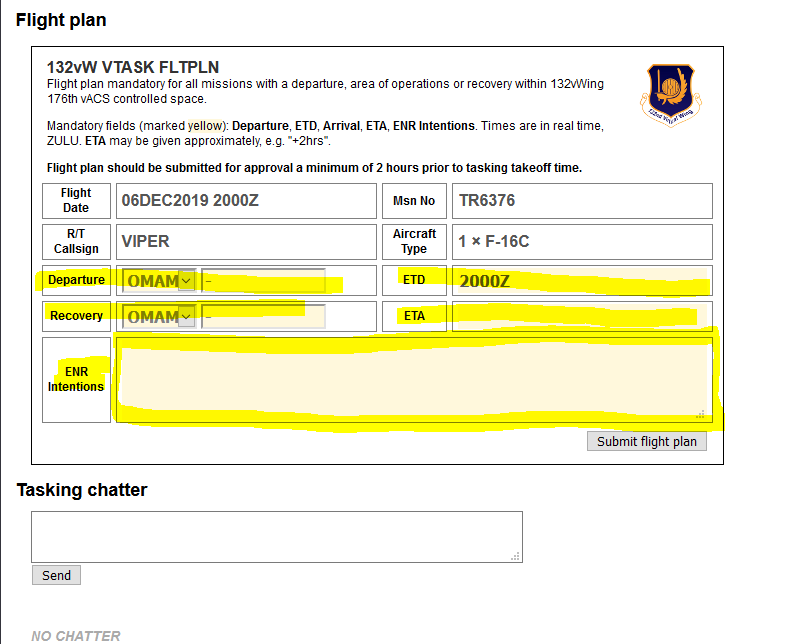 Flight plan
132vW VTASK FLTPLN
Flight plan mandatory for all missions with a departure, area of operations or recovery within 132vWing
176th vACS controlled space.
Mandatory fields (marked yellow): Departure, ETD, Arrival, ETA, ENR Intentions. Times are in real time,
ZULU. ETA may be given approximately, e.g. "+2hrs".
Flight plan should be submitted for approval a minimum of 2 hours prior to tasking takeoff time.
Flight
Date
06DEC2019 2000Z
Msn No
TR6376
R/T
Callsign
VIPER
Aircraft
Type
1 × F-16C
Departure
OMAM
–
ETD
2000Z
Recovery
OMAM
–
ETA
ENR
Intentions
Submit flight plan
Tasking chatter
Send
NO CHATTER